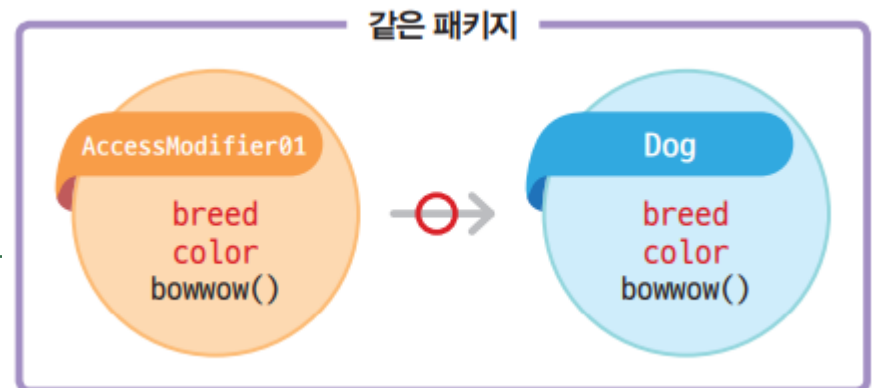 같은 패키지
AccessModifier01
breed
color
bowwow()
Dog
breed
color
bowwow()